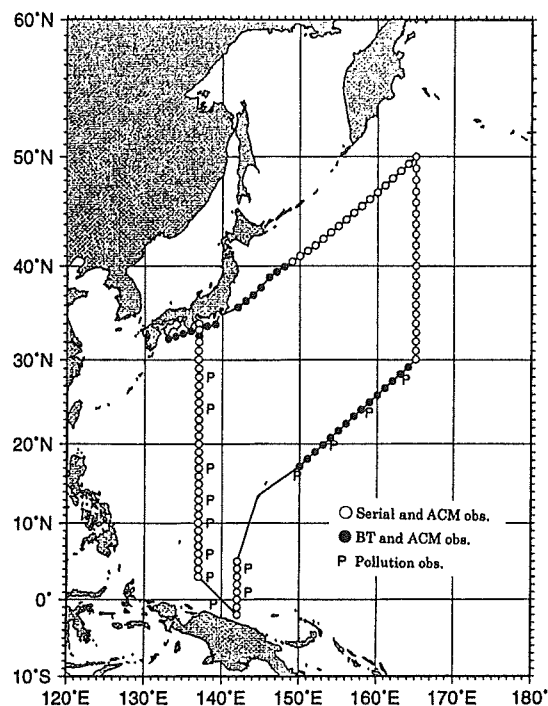 60°N
50°N
40°N
30°N
P
P
P
P
P
20°N
P
P
P
P
10°N
P
Serial and ACM obs.
BT and ACM obs.
P Pollution obs.
P
P
P
P
0°
P
P
10°S
120°E 130°E 140°E 150°E 160°E 170°E 180°